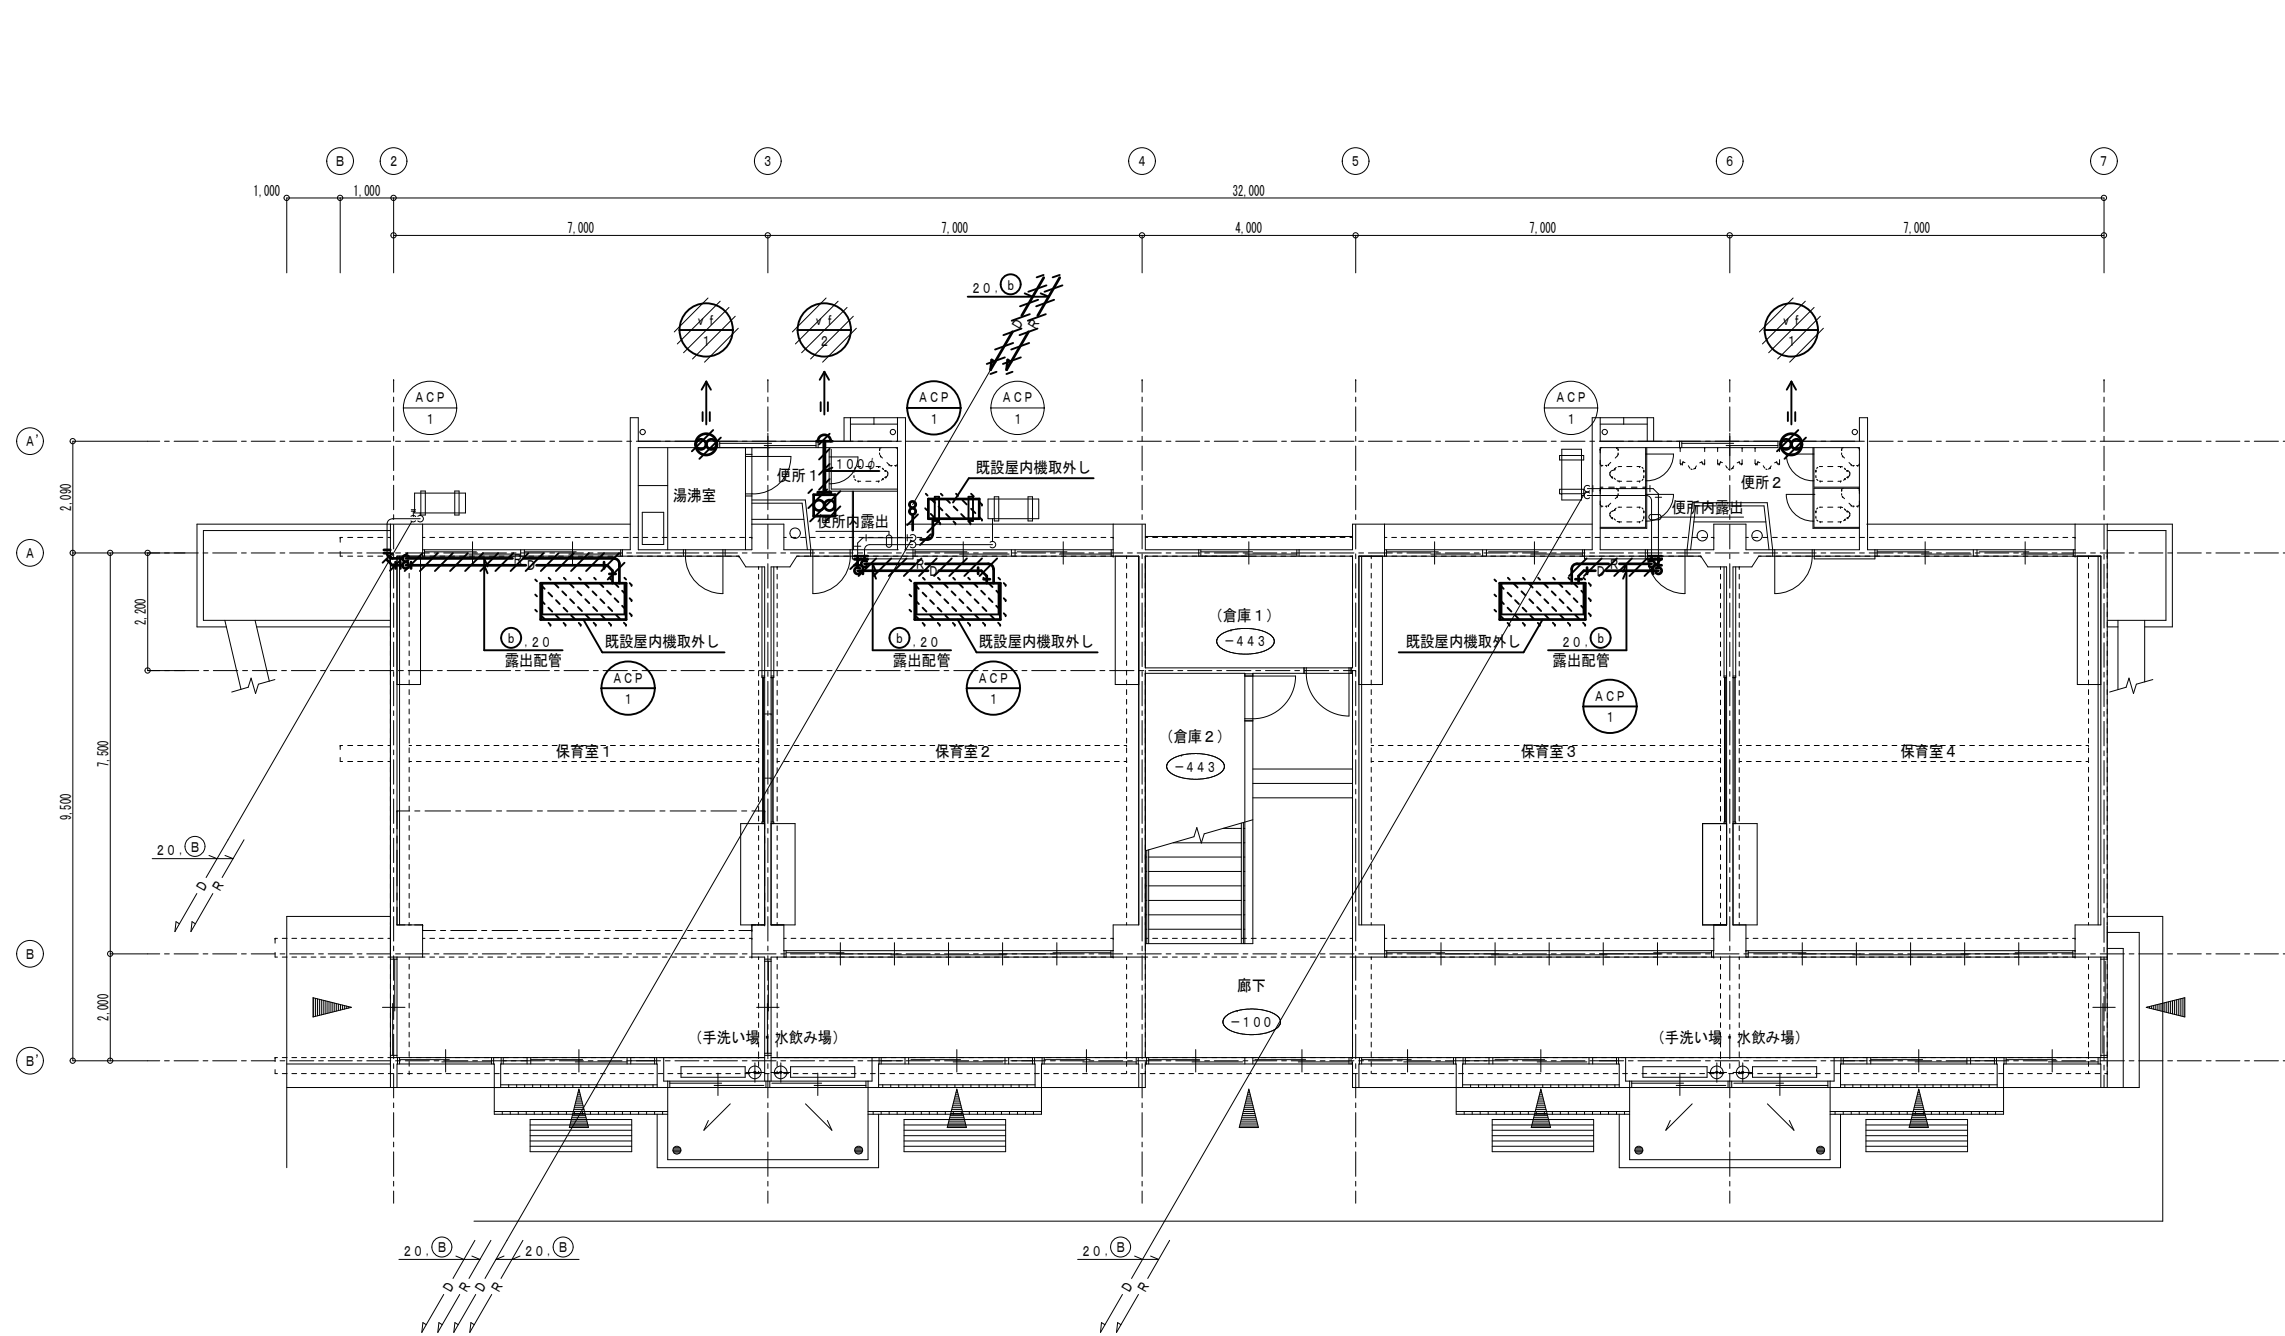 B 2 3 4 5 6 7
1,000 1,000 32,000
7,000 7,000 4,000 7,000 7,000
20.ⓑ
D R
vf 1
vf 2
vf 1
ACP 1
ACP 1
ACP 1
ACP 1
A'
便所1
100φ
既設屋内機取外し
湯沸室
便所2
便所内露出
便所内露出
2,090
A
R D
R D
D R
2,200
(倉庫1)
-443
ⓑ.20
露出配管
既設屋内機取外し
ⓑ.20
露出配管
既設屋内機取外し
既設屋内機取外し
20.ⓑ
露出配管
ACP 1
ACP 1
ACP 1
(倉庫2)
-443
7,500
保育室1
保育室2
保育室3
保育室4
9,500
20.Ⓑ
D R
B
廊下
-100
2,000
(手洗い場・水飲み場)
(手洗い場・水飲み場)
B'
20.Ⓑ
20.Ⓑ
20.Ⓑ
D R D R
D R